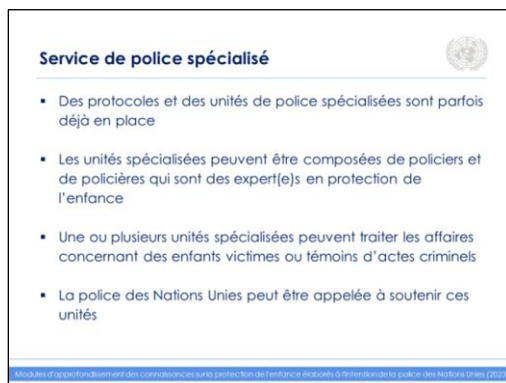 Service de police spécialisé
▪ Des protocoles et des unités de police spécialisées sont parfois
déjà en place
▪ Les unités spécialisées peuvent être composées de policiers et
de policières qui sont des expert(e)s en protection de
l'enfance
▪ Une ou plusieurs unités spécialisées peuvent traiter les affaires
concernant des enfants victimes ou témoins d'actes criminels
▪ La police des Nations Unies peut être appelée à soutenir ces
unités
Modules d'approfondissement des connaissances sur la protection de l'enfance élaborés à l'intention de la police des Nations Unies (2023